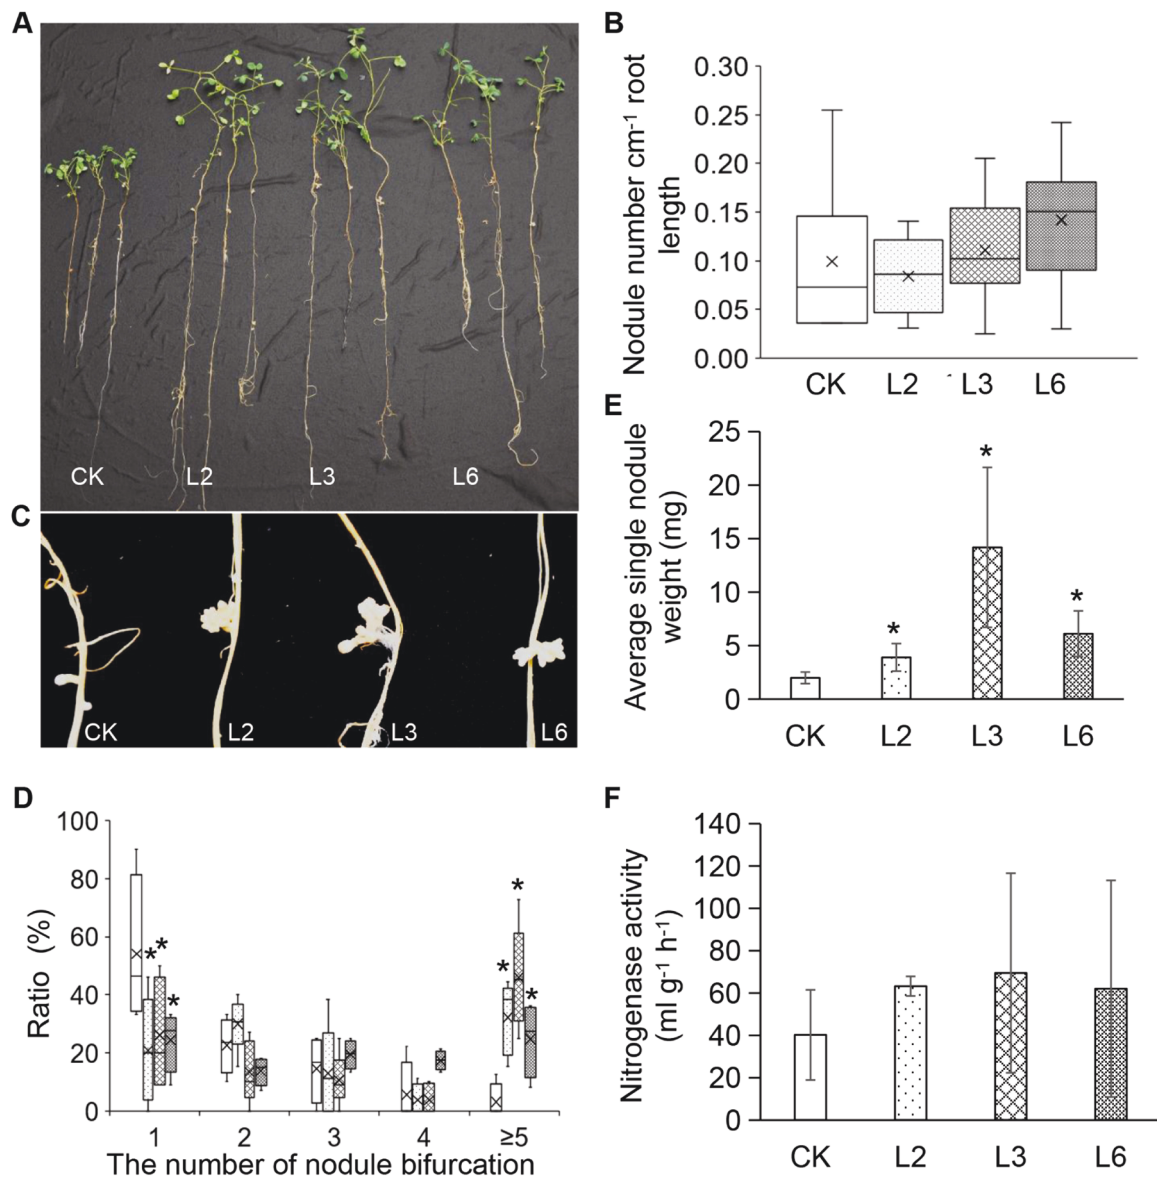 A
CK
L2
L3
L6
B
Nodule number cm-1 root
length
0.30
0.25
0.20
0.15
0.10
0.05
0.00
CK
L2
L3
L6
C
CK
L2
L3
L6
E
Average single nodule
weight (mg)
25
20
15
10
5
0
*
*
*
CK
L2
L3
L6
D
Ratio (%)
100
80
60
40
20
0
*
*
*
*
*
*
1
2
3
4
≥5
The number of nodule bifurcation
F
Nitrogenase activity
(ml g-1 h-1)
140
120
100
80
60
40
20
0
CK
L2
L3
L6